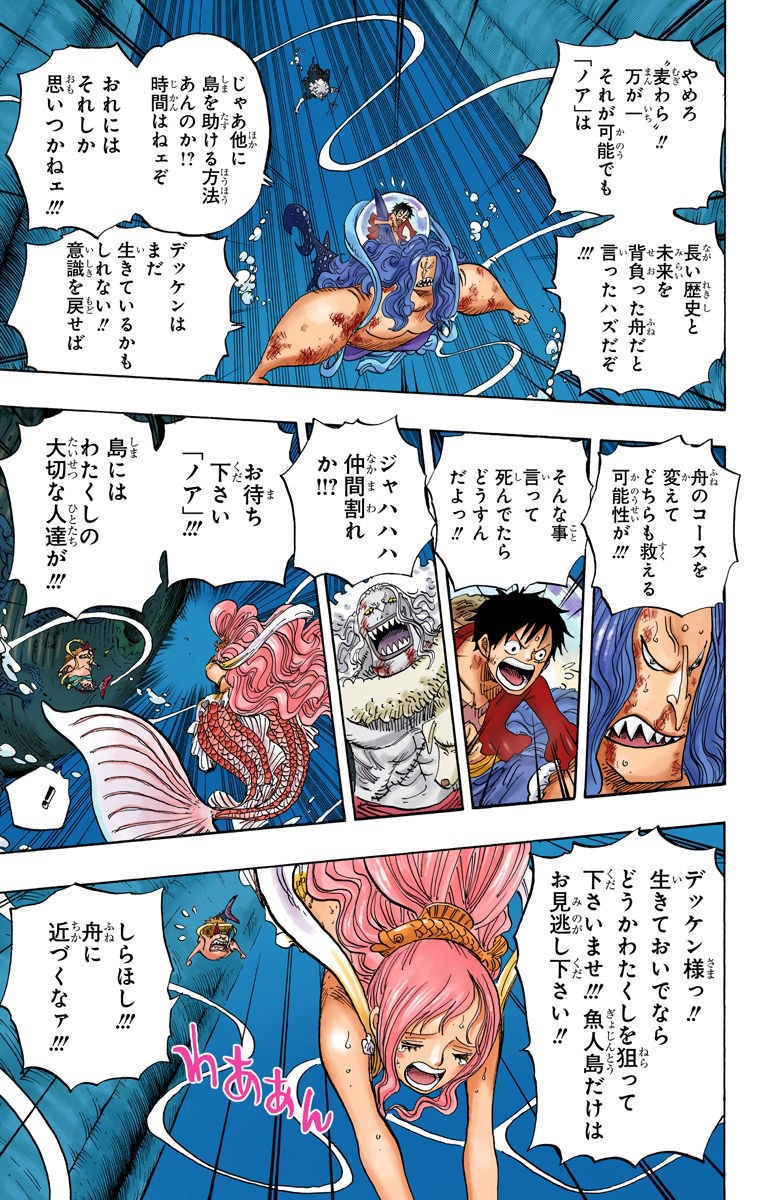 やめろ
〝麦わら〟!!
万が一
それが可能でも
「ノア」は
長い歴史と
未来を
背負った舟だと
言ったハズだぞ
!!!
じゃあ他に
島を助ける方法
あんのか!?
時間はねェぞ
おれには
それしか
思いつかねェ!!!
デッケンは
まだ
生きているかも
しれない!!
意識を戻せば
舟のコースを
変えて
どちらも救える
可能性が!!!
そんな事
言って
死んでたら
どうすん
だよっ!!
ジャハハハ
仲間割れ
か!!!?
お待ち
下さい
「ノア」!!!
島には
わたくしの
大切な人達が!!!
!
デッケン様っ!!
生きておいでなら
どうかわたくしを狙って
下さいませ!!! 魚人島だけは
お見逃し下さい!!
わああん
しらほし!!!
舟に
近づくなァ!!!